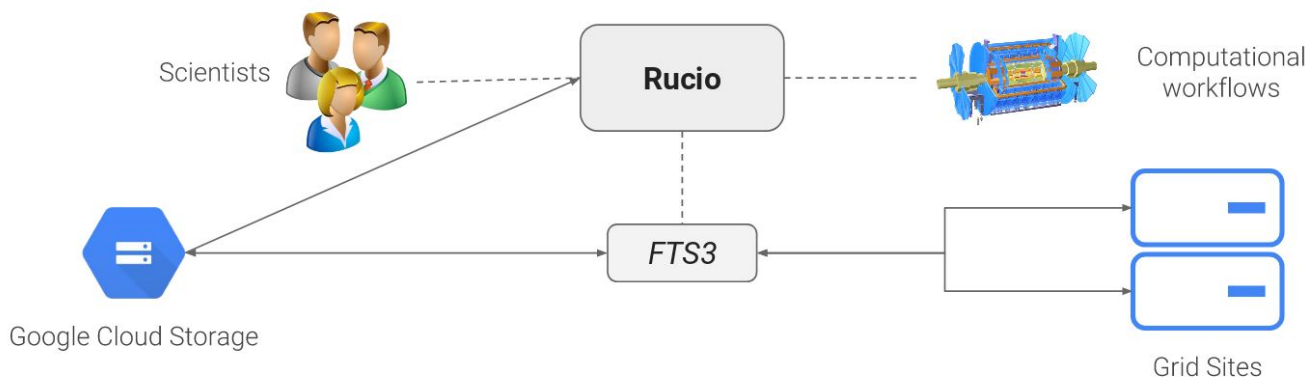 Scientists
Rucio
Computational
workflows
FTS3
Google Cloud Storage
Grid Sites